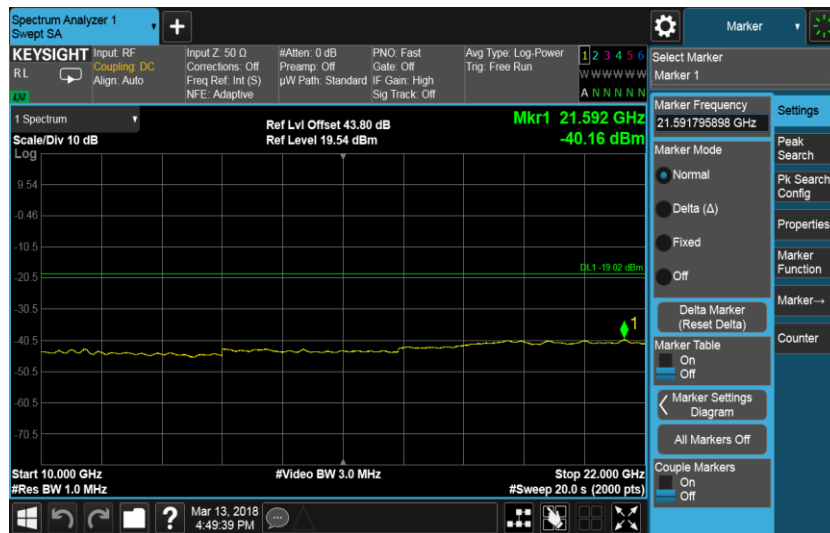 Spectrum Analyzer 1
Swept SA
+
Marker
KEYSIGHT
RL
LXI
Input: RF
Coupling: DC
Align: Auto
Input Z: 50 Ω
Corrections: Off
Freq Ref: Int (S)
NFE: Adaptive
#Atten: 0 dB
Preamp: Off
µW Path: Standard
PNO: Fast
Gate: Off
IF Gain: High
Sig Track: Off
Avg Type: Log-Power
Trig: Free Run
1 2 3 4 5 6
W W W W W W
A N N N N N
Select Marker
Marker 1
1 Spectrum
Scale/Div 10 dB
Log
Ref Lvl Offset 43.80 dB
Ref Level 19.54 dBm
Mkr1 21.592 GHz
-40.16 dBm
9.54
-0.46
-10.5
-20.5
-30.5
-40.5
-50.5
-60.5
-70.5
DL1 -19.02 dBm
1
Start 10.000 GHz
#Res BW 1.0 MHz
#Video BW 3.0 MHz
Stop 22.000 GHz
#Sweep 20.0 s (2000 pts)
Marker Frequency
21.591795898 GHz
Marker Mode
Normal
Delta (Δ)
Fixed
Off
Delta Marker
(Reset Delta)
Marker Table
On
Off
Marker Settings
Diagram
All Markers Off
Couple Markers
On
Off
Settings
Peak
Search
Pk Search
Config
Properties
Marker
Function
Marker→
Counter
?
Mar 13, 2018
4:49:39 PM